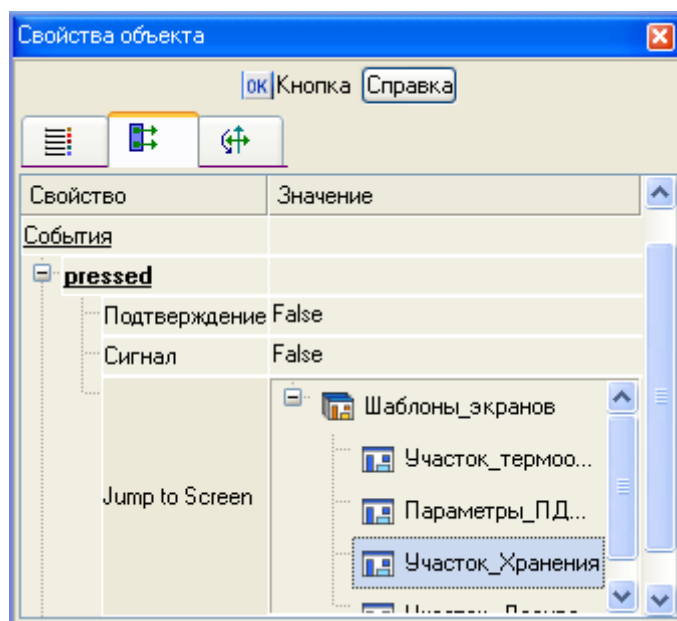 Свойства объекта
ок Кнопка Справка
Свойство Значение
События
pressed
Подтверждение False
Сигнал False
Шаблоны_экранов
Участок_термоо...
Jump to Screen
Параметры_ПД...
Участок_Хранения